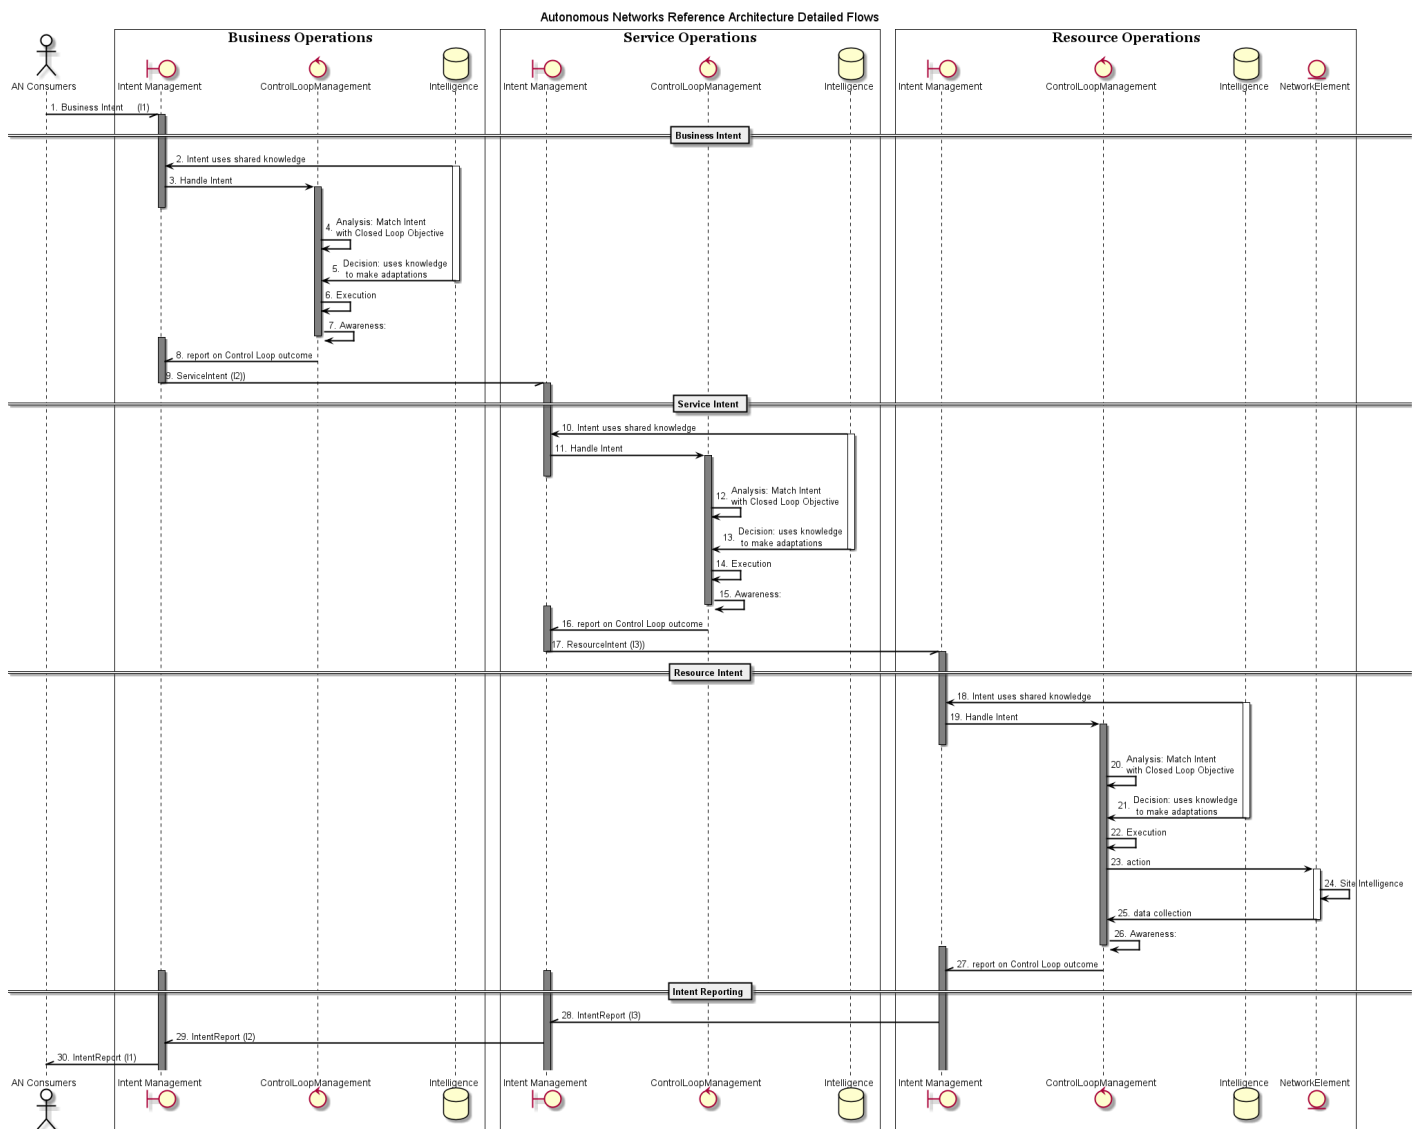 Autonomous Networks Reference Architecture Detailed Flows
Business Operations
Service Operations
Resource Operations
AN Consumers
Intent Management
ControlLoopManagement
Intelligence
Intent Management
ControlLoopManagement
Intelligence
Intent Management
ControlLoopManagement
Intelligence
NetworkElement
1. Business Intent (I1)
Business Intent
2. Intent uses shared knowledge
3. Handle Intent
4. Analysis: Match Intent
with Closed Loop Objective
5. Decision: uses knowledge
to make adaptations
6. Execution
7. Awareness:
8. report on Control Loop outcome
9. ServiceIntent (I2))
Service Intent
10. Intent uses shared knowledge
11. Handle Intent
12. Analysis: Match Intent
with Closed Loop Objective
13. Decision: uses knowledge
to make adaptations
14. Execution
15. Awareness:
16. report on Control Loop outcome
17. ResourceIntent (I3))
Resource Intent
18. Intent uses shared knowledge
19. Handle Intent
20. Analysis: Match Intent
with Closed Loop Objective
21. Decision: uses knowledge
to make adaptations
22. Execution
23. action
24. Site Intelligence
25. data collection
26. Awareness:
27. report on Control Loop outcome
Intent Reporting
28. IntentReport (I3)
29. IntentReport (I2)
30. IntentReport (I1)
AN Consumers
Intent Management
ControlLoopManagement
Intelligence
Intent Management
ControlLoopManagement
Intelligence
Intent Management
ControlLoopManagement
Intelligence
NetworkElement